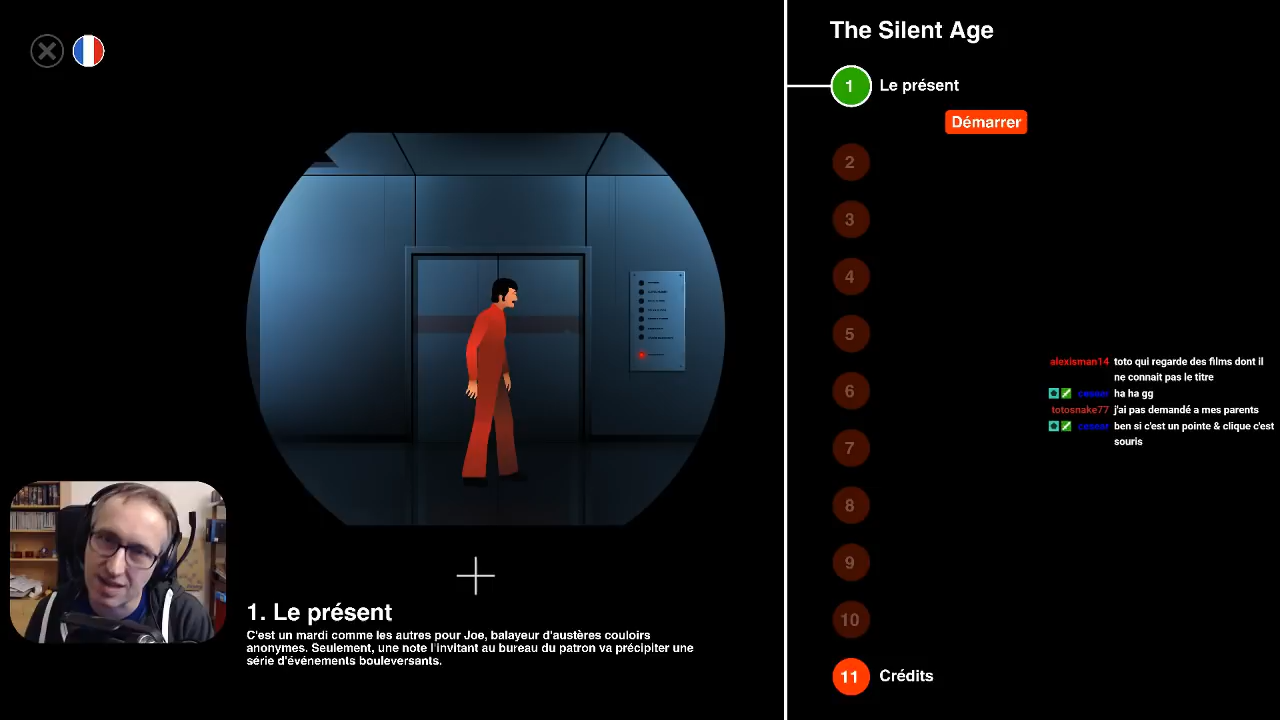 The Silent Age
1 Le présent
Démarrer
2
3
4
5
6
7
8
9
10
11 Crédits
alexisman14 toto qui regarde des films dont il
ne connait pas le titre
ha ha gg
totosnake77 j'ai pas demandé a mes parents
ben si c'est un pointe & clique c'est
souris
1. Le présent
C'est un mardi comme les autres pour Joe, balayeur d'austères couloirs
anonymes. Seulement, une note l'invitant au bureau du patron va précipiter une
série d'événements bouleversants.